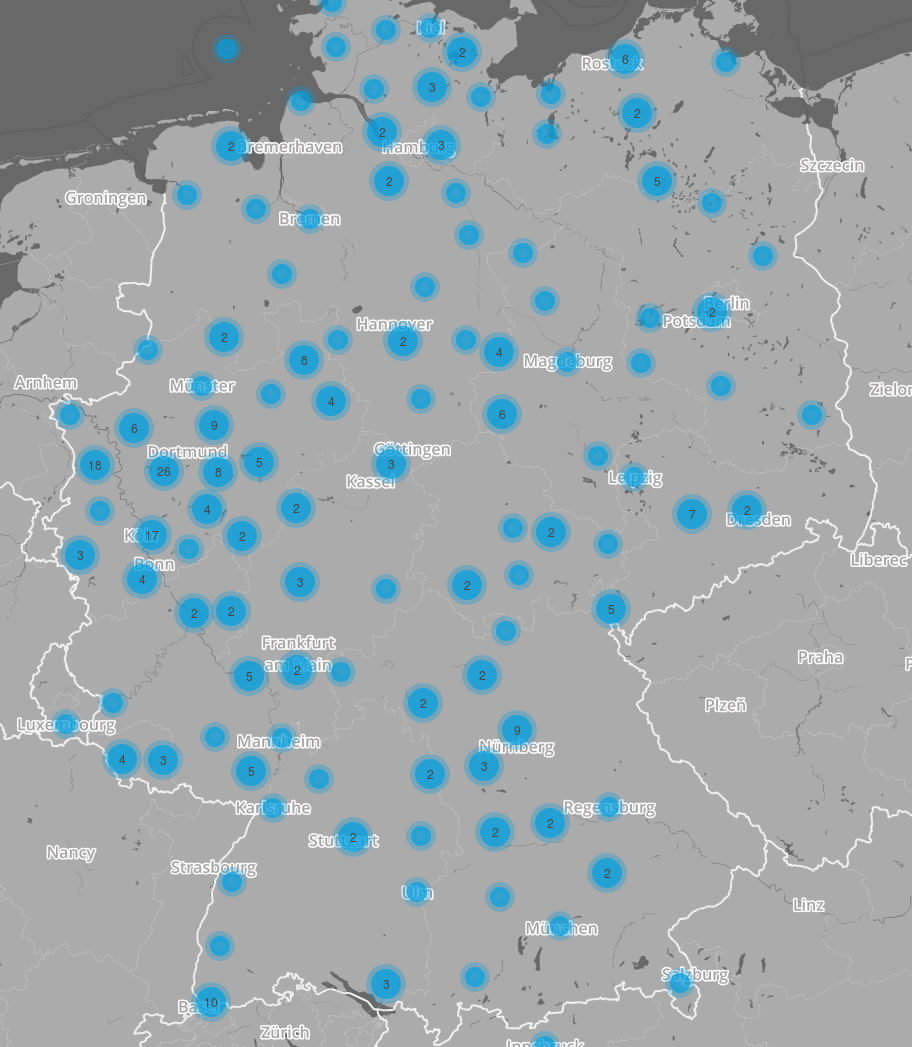 Kiel
2
Rostock
6
3
2
2
Bremerhaven
2
Hamburg
3
Szczecin
2
5
Groningen
Bremen
Berlin
2
Potsdam
Hannover
2
2
8
4
Magdeburg
Arnhem
Münster
Zielon
4
6
6
9
Dortmund
Göttingen
3
Kassel
18
26
8
5
Leipzig
4
2
7
2
Dresden
Köln
17
2
2
3
Bonn
4
Liberec
3
2
2
2
5
Frankfurt
am Main
2
5
2
Praha
Plzeň
2
Luxembourg
9
Nürnberg
Mannheim
4
3
5
2
3
Karlsruhe
Regensburg
Stuttgart
2
2
2
Nancy
Strasbourg
2
Ulm
Linz
München
Salzburg
3
Basel
10
Zürich
Innsbruck